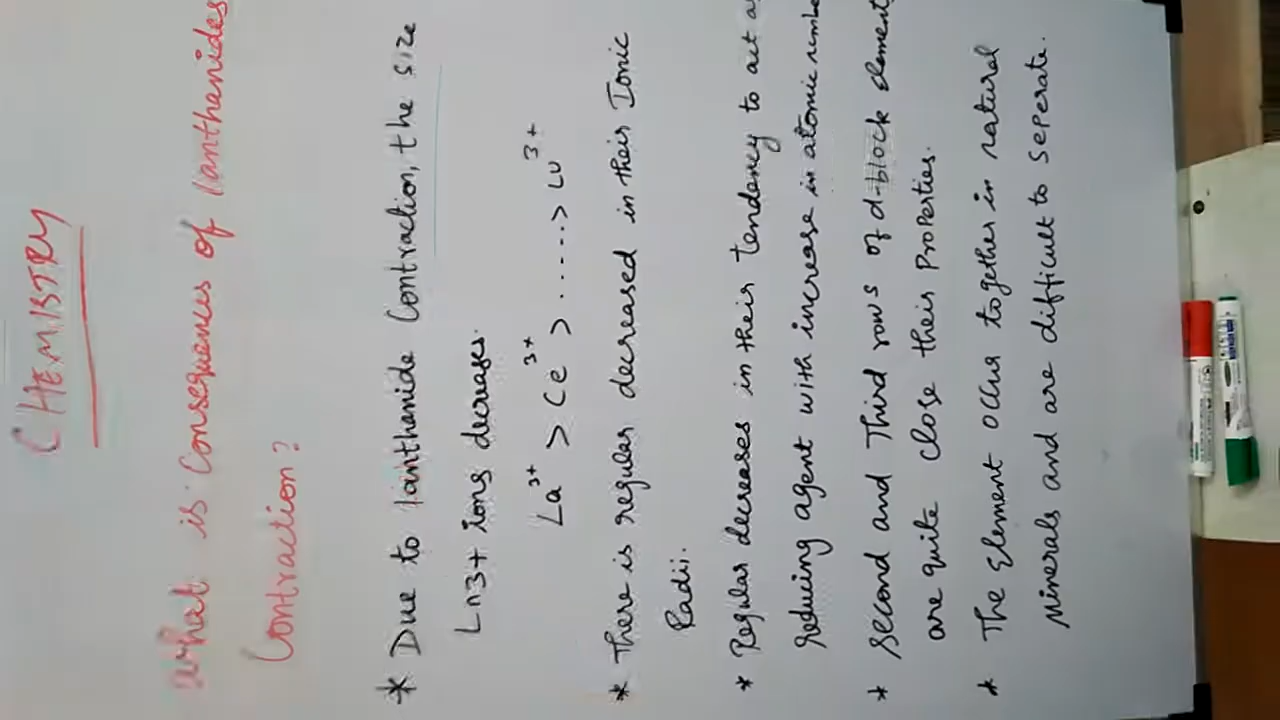 CHEMISTRY
what is Consequences of lanthanides
Contraction?
* Due to lanthanide Contraction, the size
Ln3+ ions decreases.
La³⁺ > Ce³⁺ > ..... > Lu³⁺
* There is regular decreased in their Ionic
Radii.
* Regular decreases in their tendency to act as
reducing agent with increase in atomic number
* Second and Third rows of d-block element
are quite close their Properties.
* The Element occur together in natural
Minerals and are difficult to seperate.